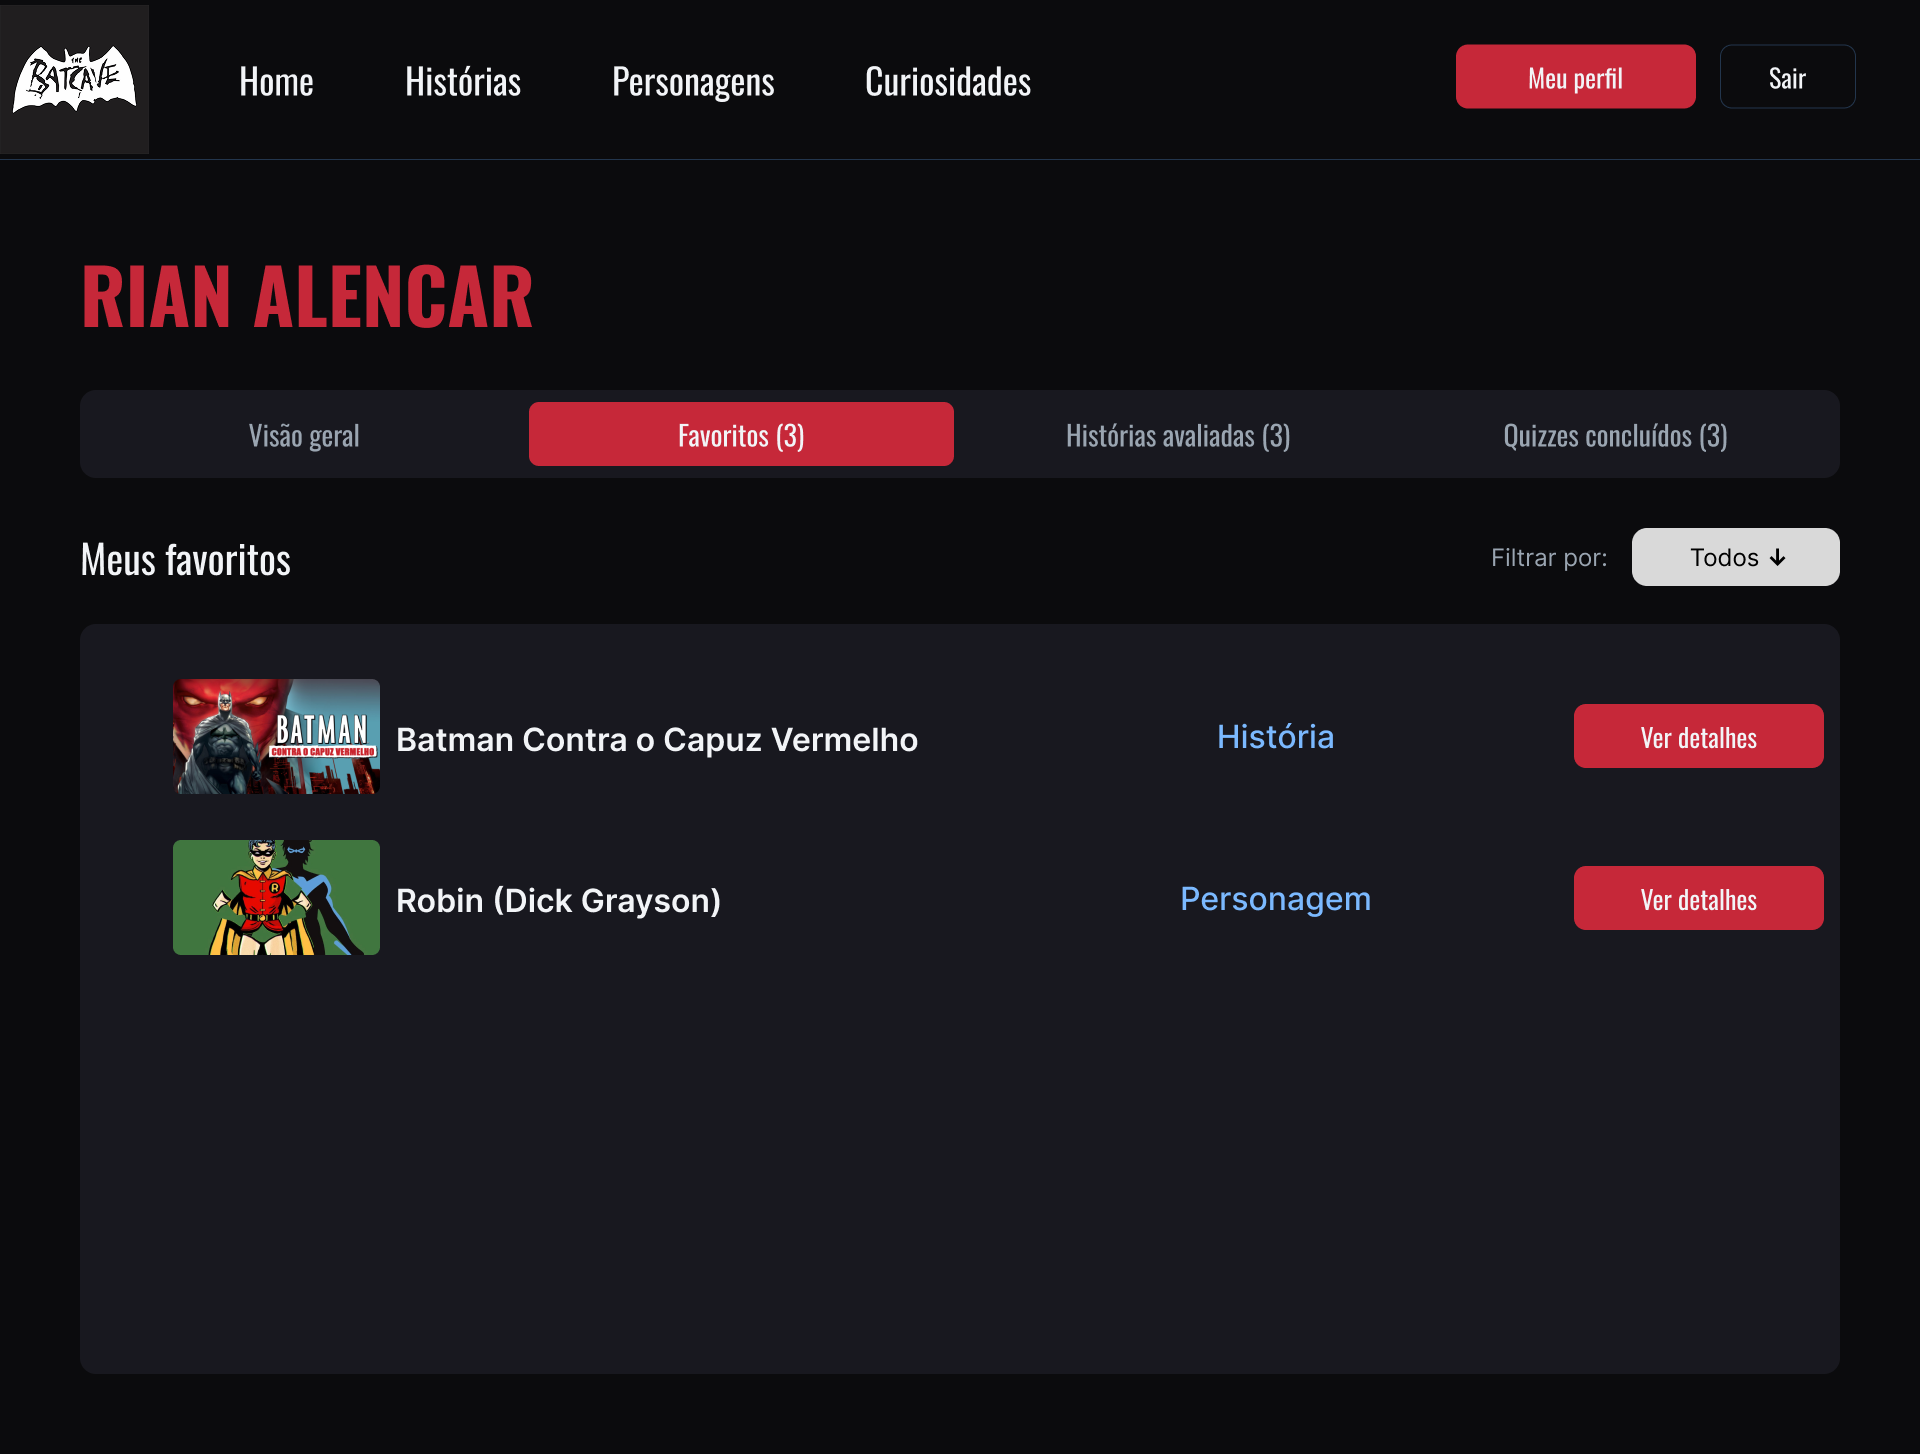 THE
BATCAVE
Home
Histórias
Personagens
Curiosidades
Meu perfil
Sair
RIAN ALENCAR
Visão geral
Favoritos (3)
Histórias avaliadas (3)
Quizzes concluídos (3)
Meus favoritos
Filtrar por:
Todos ↓
BATMAN
CONTRA O CAPUZ VERMELHO
Batman Contra o Capuz Vermelho
História
Ver detalhes
R
Robin (Dick Grayson)
Personagem
Ver detalhes